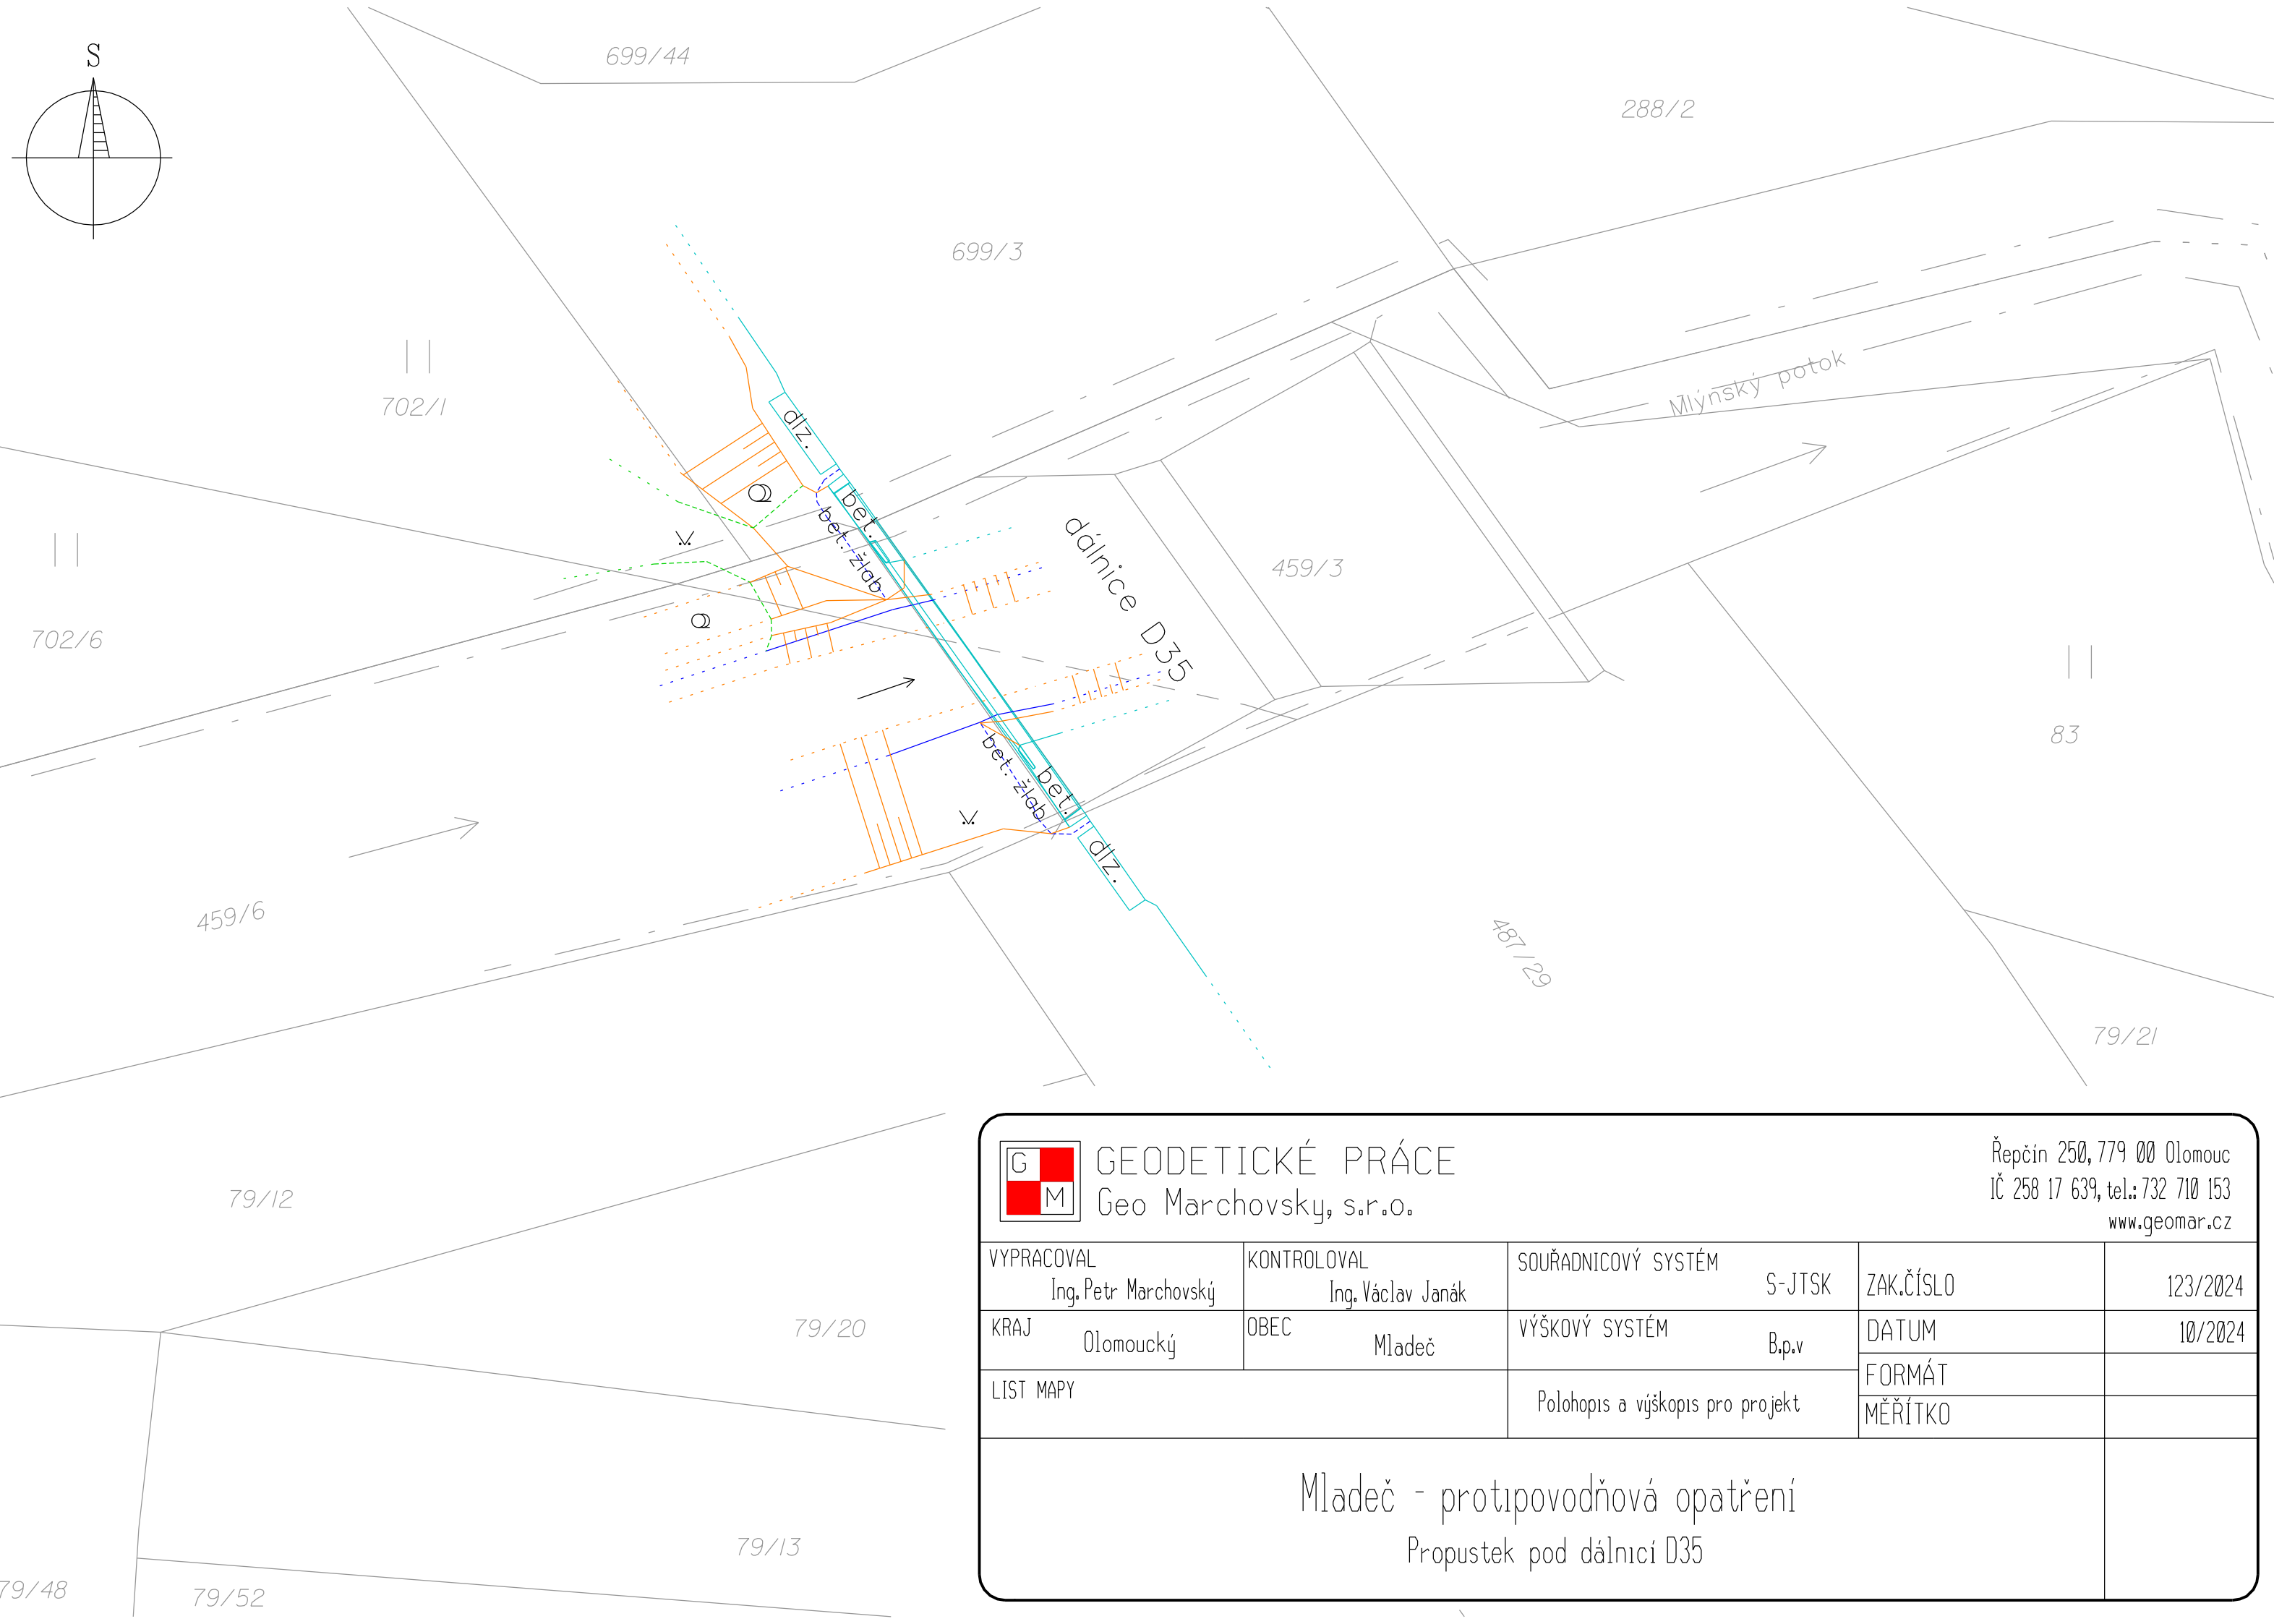 S
699/44
288/2
699/3
702/1
dlz.
Mlýnský potok
bet.
bet. žlab
dálnice D35
459/3
702/6
83
bet. žlab
bet.
dlz.
459/6
487/29
79/21
79/12
79/20
79/13
79/48
79/52
G
M
GEODETICKÉ PRÁCE
Geo Marchovsky, s.r.o.
Řepčín 250, 779 00 Olomouc
IČ 258 17 639, tel.: 732 710 153
www.geomar.cz
VYPRACOVAL
Ing. Petr Marchovský
KONTROLOVAL
Ing. Václav Janák
SOUŘADNICOVÝ SYSTÉM
S-JTSK
ZAK.ČÍSLO
123/2024
KRAJ
Olomoucký
OBEC
Mladeč
VÝŠKOVÝ SYSTÉM
B.p.v
DATUM
10/2024
FORMÁT
LIST MAPY
Polohopis a výškopis pro projekt
MĚŘÍTKO
Mladeč - protipovodňová opatření
Propustek pod dálnicí D35